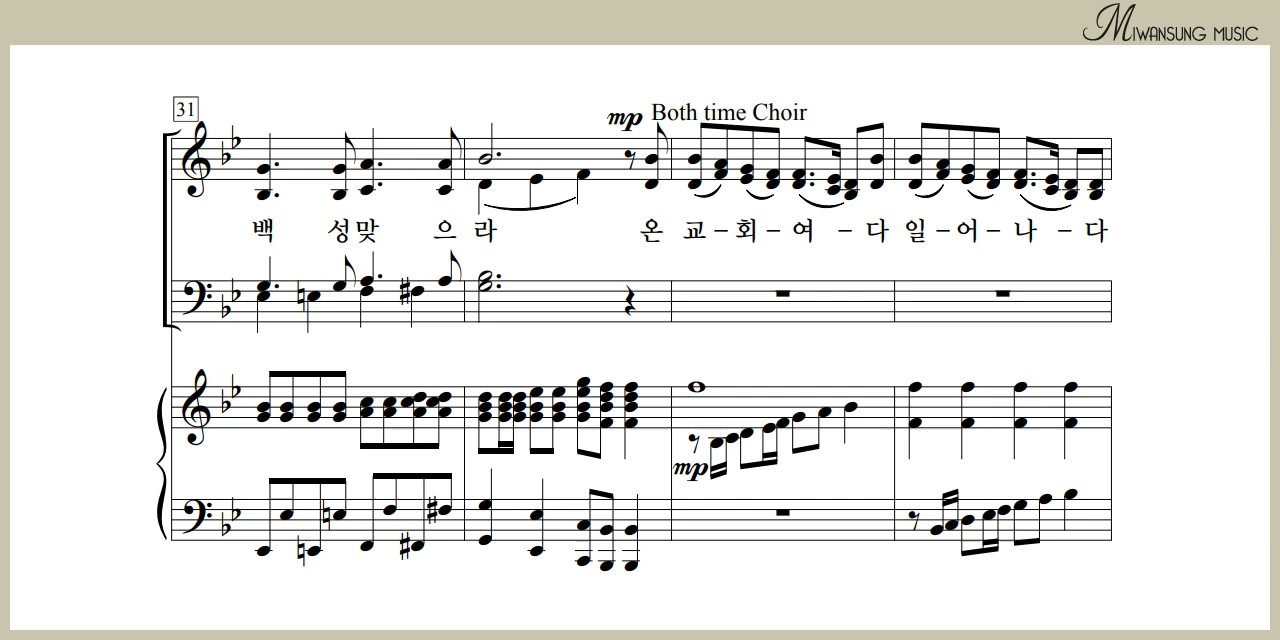 MIWANSUNG MUSIC
31
mp Both time Choir
백 성 맞 으 라 온 교 – 회 – 여 – 다 일 – 어 – 나 – 다
mp